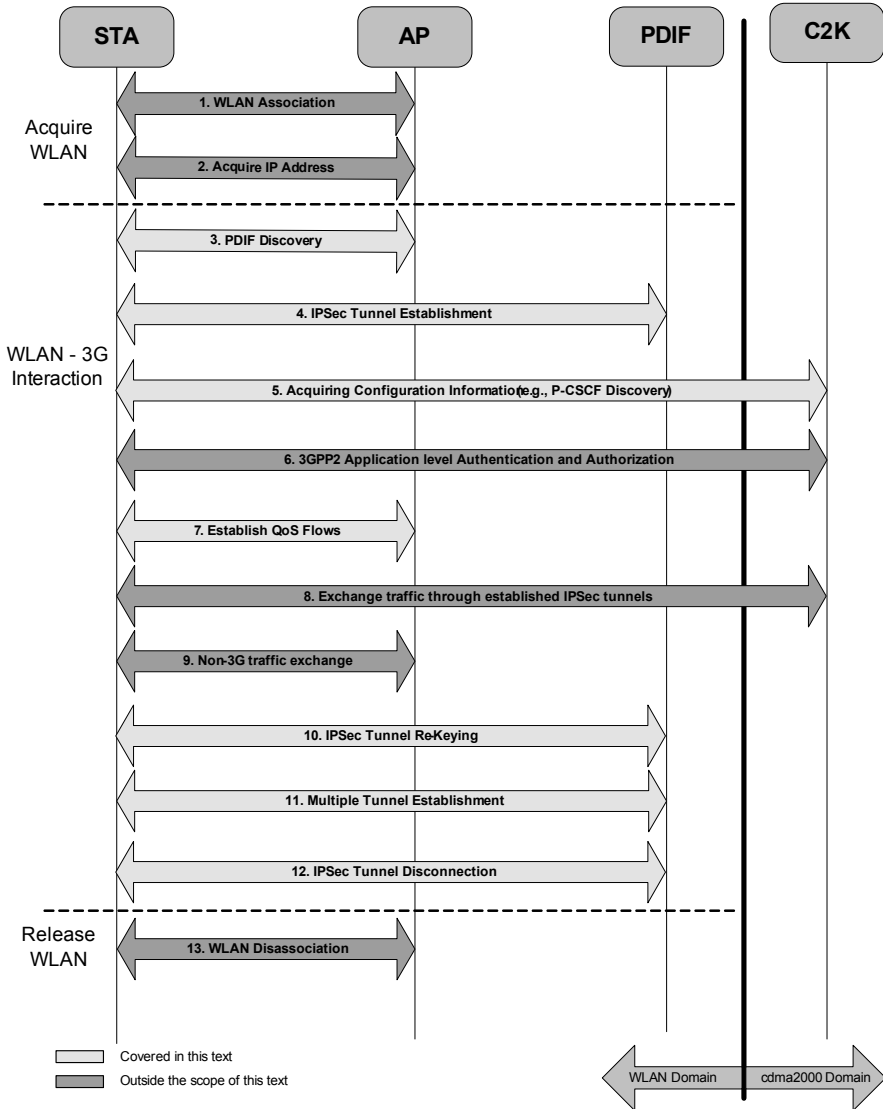 STA
AP
PDIF
C2K
1. WLAN Association
Acquire
WLAN
2. Acquire IP Address
3. PDIF Discovery
4. IPSec Tunnel Establishment
WLAN - 3G
Interaction
5. Acquiring Configuration Information(e.g., P-CSCF Discovery)
6. 3GPP2 Application level Authentication and Authorization
7. Establish QoS Flows
8. Exchange traffic through established IPSec tunnels
9. Non-3G traffic exchange
10. IPSec Tunnel Re-Keying
11. Multiple Tunnel Establishment
12. IPSec Tunnel Disconnection
Release
WLAN
13. WLAN Disassociation
Covered in this text
Outside the scope of this text
WLAN Domain
cdma2000 Domain